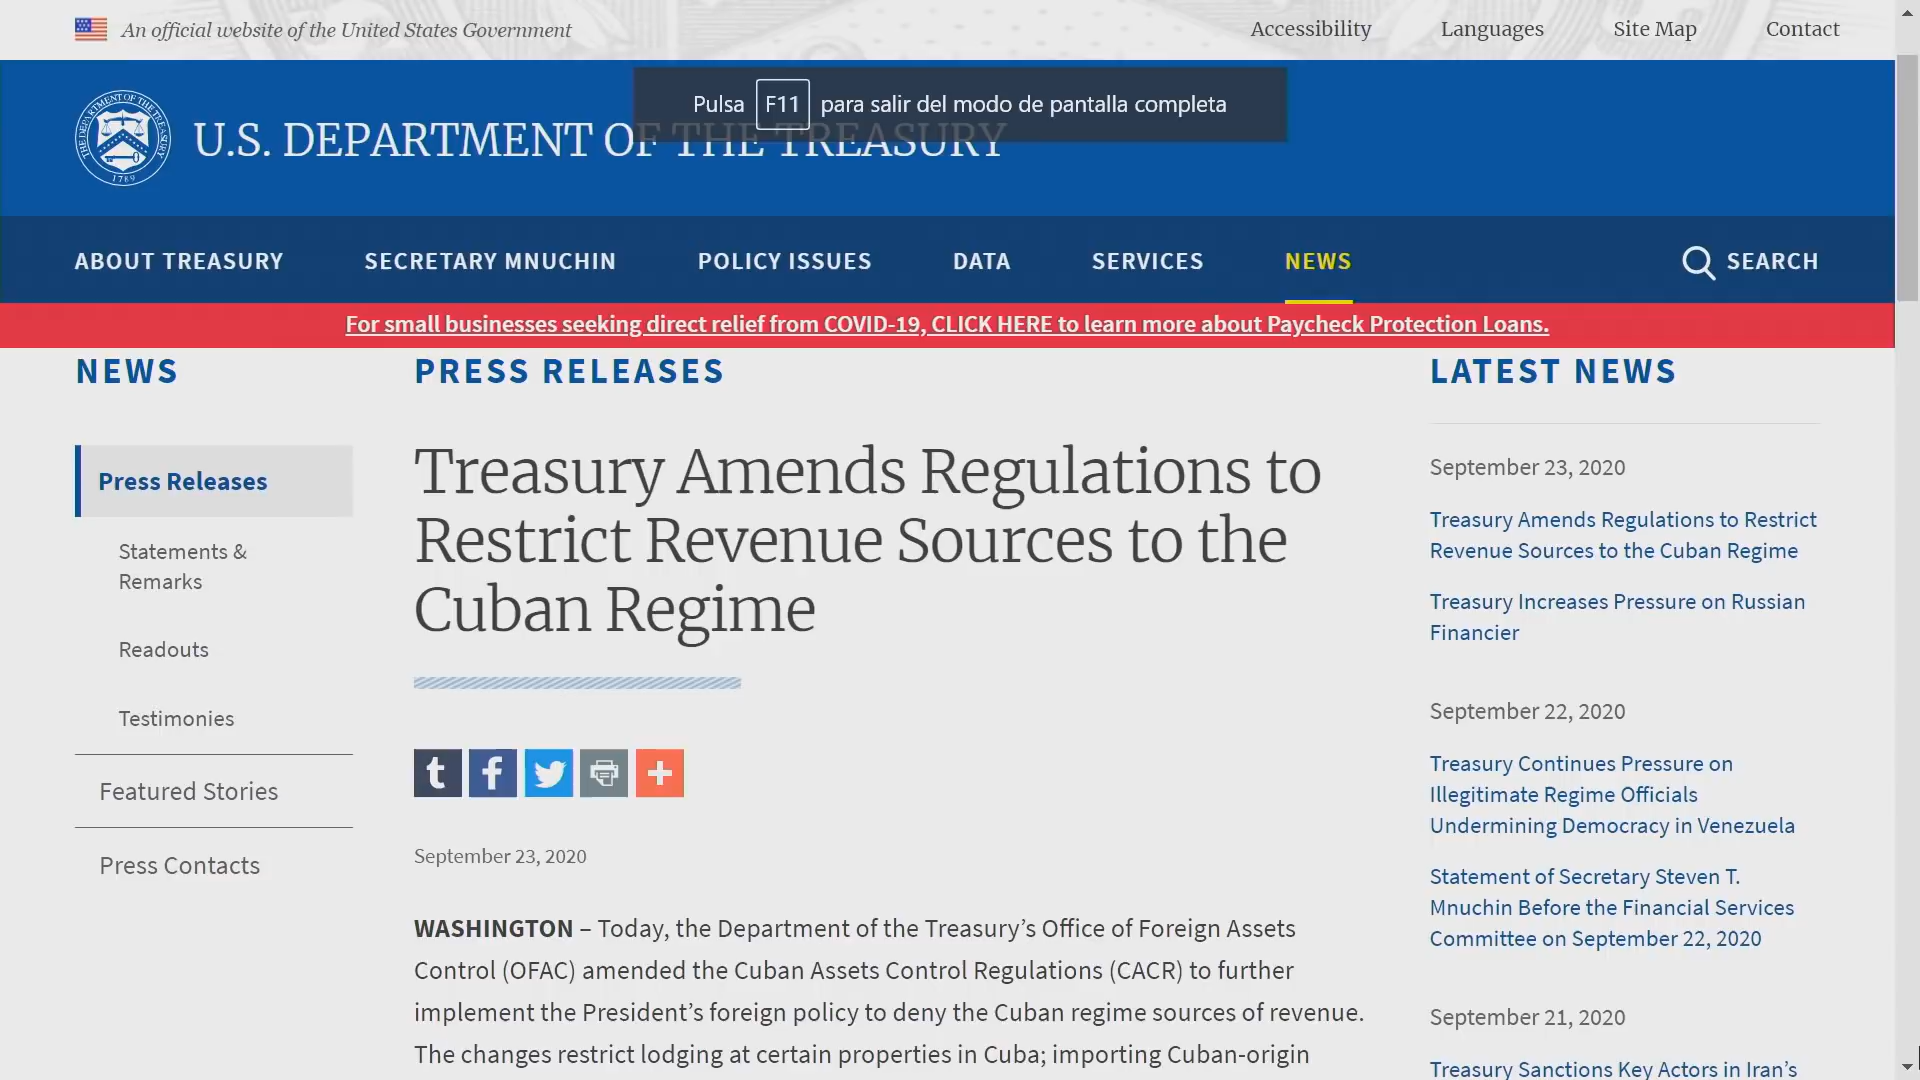 An official website of the United States Government
Accessibility
Languages
Site Map
Contact
Pulsa F11 para salir del modo de pantalla completa
THE DEPARTMENT OF THE TREASURY
1789
U.S. DEPARTMENT OF THE TREASURY
ABOUT TREASURY
SECRETARY MNUCHIN
POLICY ISSUES
DATA
SERVICES
NEWS
SEARCH
For small businesses seeking direct relief from COVID-19, CLICK HERE to learn more about Paycheck Protection Loans.
NEWS
Press Releases
Statements &
Remarks
Readouts
Testimonies
Featured Stories
Press Contacts
PRESS RELEASES
Treasury Amends Regulations to
Restrict Revenue Sources to the
Cuban Regime
September 23, 2020
WASHINGTON – Today, the Department of the Treasury’s Office of Foreign Assets
Control (OFAC) amended the Cuban Assets Control Regulations (CACR) to further
implement the President’s foreign policy to deny the Cuban regime sources of revenue.
The changes restrict lodging at certain properties in Cuba; importing Cuban-origin
LATEST NEWS
September 23, 2020
Treasury Amends Regulations to Restrict
Revenue Sources to the Cuban Regime
Treasury Increases Pressure on Russian
Financier
September 22, 2020
Treasury Continues Pressure on
Illegitimate Regime Officials
Undermining Democracy in Venezuela
Statement of Secretary Steven T.
Mnuchin Before the Financial Services
Committee on September 22, 2020
September 21, 2020
Treasury Sanctions Key Actors in Iran’s